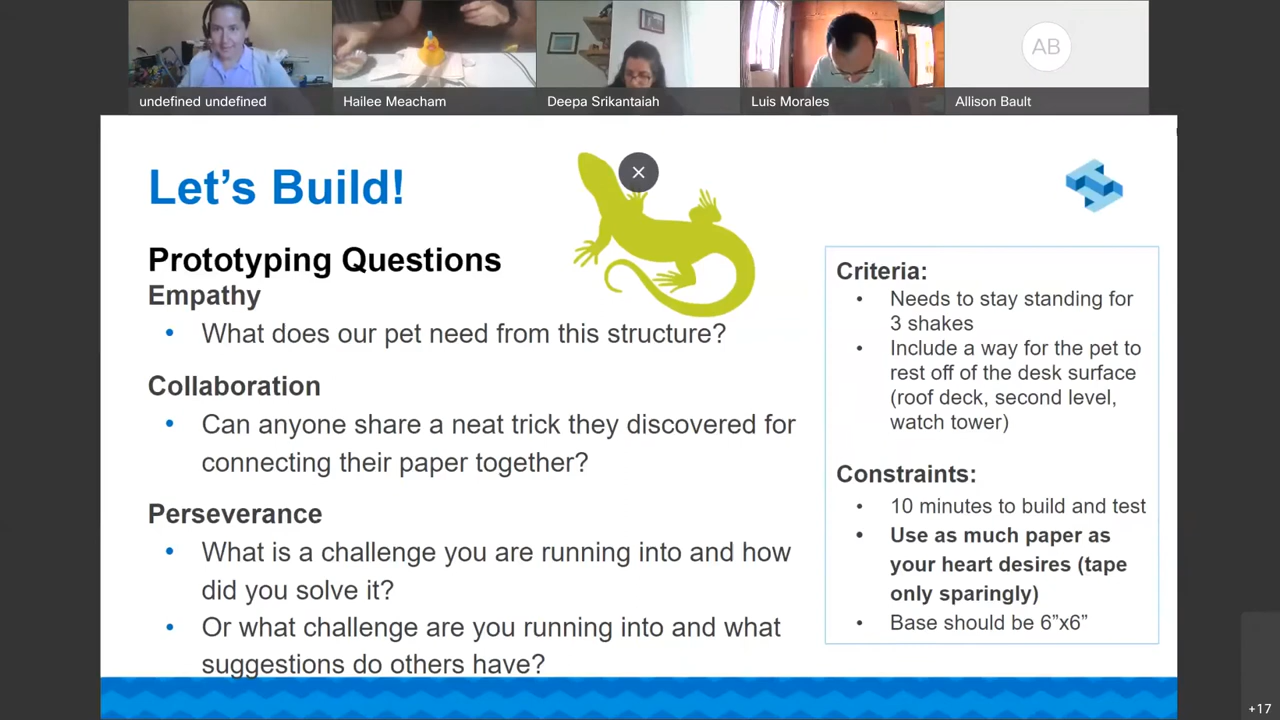 AB
undefined undefined
Hailee Meacham
Deepa Srikantaiah
Luis Morales
Allison Bault
Let's Build!
Prototyping Questions
Empathy
• What does our pet need from this structure?
Collaboration
• Can anyone share a neat trick they discovered for
connecting their paper together?
Perseverance
• What is a challenge you are running into and how
did you solve it?
• Or what challenge are you running into and what
suggestions do others have?
Criteria:
• Needs to stay standing for
3 shakes
• Include a way for the pet to
rest off of the desk surface
(roof deck, second level,
watch tower)
Constraints:
• 10 minutes to build and test
• Use as much paper as
your heart desires (tape
only sparingly)
• Base should be 6”x6”
+17